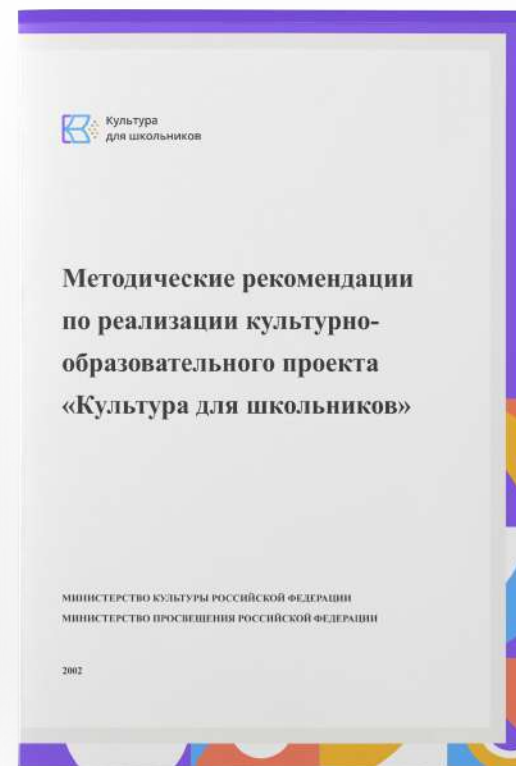 Культура
для школьников
Методические рекомендации
по реализации культурно-
образовательного проекта
«Культура для школьников»
МИНИСТЕРСТВО КУЛЬТУРЫ РОССИЙСКОЙ ФЕДЕРАЦИИ
МИНИСТЕРСТВО ПРОСВЕЩЕНИЯ РОССИЙСКОЙ ФЕДЕРАЦИИ
2002